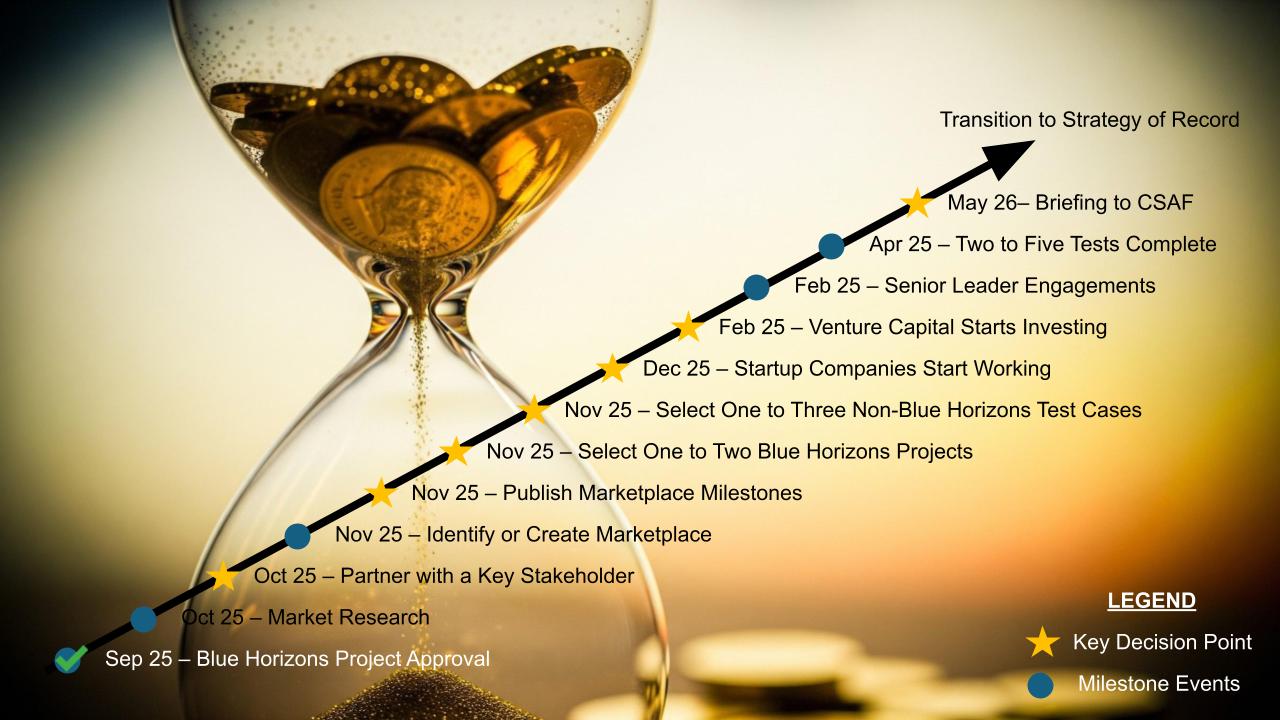 Transition to Strategy of Record
May 26– Briefing to CSAF
Apr 25 – Two to Five Tests Complete
Feb 25 – Senior Leader Engagements
Feb 25 – Venture Capital Starts Investing
Dec 25 – Startup Companies Start Working
Nov 25 – Select One to Three Non-Blue Horizons Test Cases
Nov 25 – Select One to Two Blue Horizons Projects
Nov 25 – Publish Marketplace Milestones
Nov 25 – Identify or Create Marketplace
Oct 25 – Partner with a Key Stakeholder
Oct 25 – Market Research
Sep 25 – Blue Horizons Project Approval
LEGEND
Key Decision Point
Milestone Events